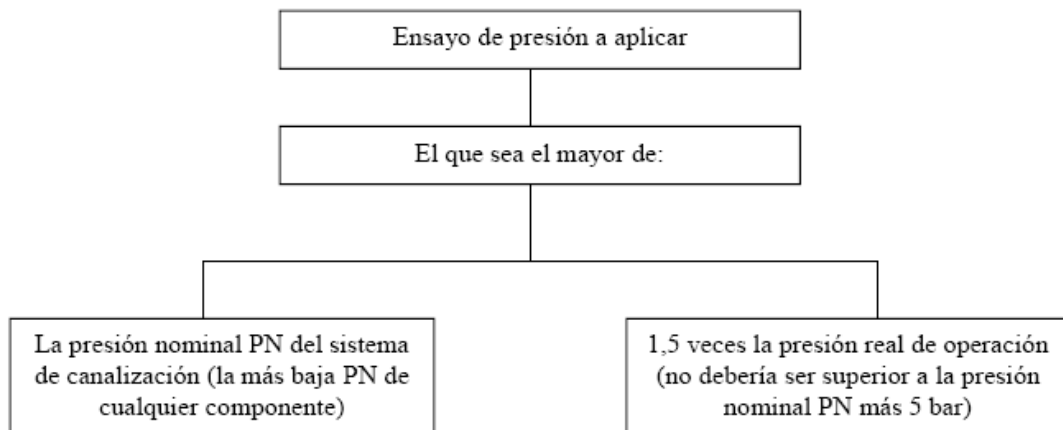 Ensayo de presión a aplicar
El que sea el mayor de:
La presión nominal PN del sistema
de canalización (la más baja PN de
cualquier componente)
1,5 veces la presión real de operación
(no debería ser superior a la presión
nominal PN más 5 bar)